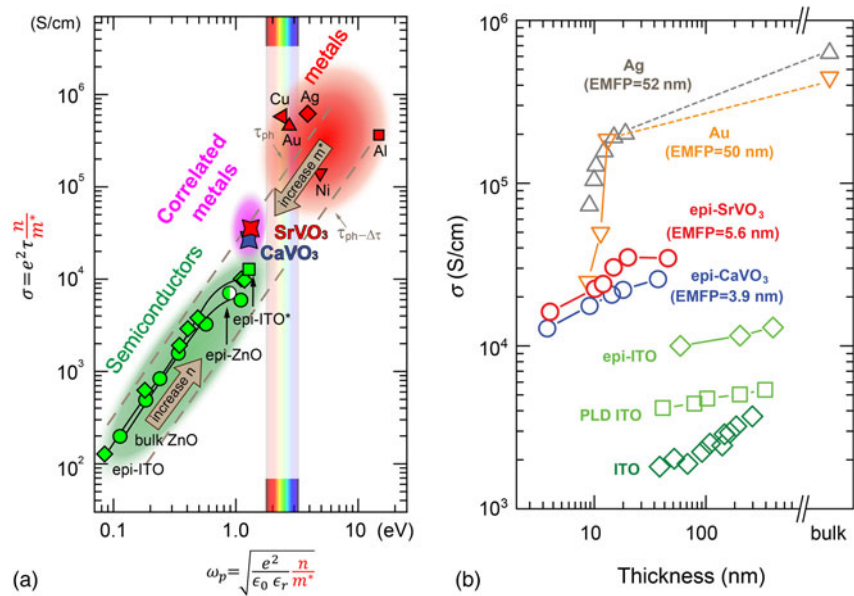 (S/cm)
10⁶
10⁵
10⁴
10³
10²
σ=e²τ n/m*
metals
Cu
Ag
Au
Al
Ni
τph
increase m*
τph−Δτ
Correlated
metals
SrVO₃
CaVO₃
Semiconductors
epi-ITO*
epi-ZnO
increase n
bulk ZnO
epi-ITO
0.1
1.0
10
(eV)
ωp=√(e²/ϵ0 ϵr n/m*)
(a)
10⁶
10⁵
10⁴
10³
σ (S/cm)
Ag
(EMFP=52 nm)
Au
(EMFP=50 nm)
epi-SrVO₃
(EMFP=5.6 nm)
epi-CaVO₃
(EMFP=3.9 nm)
epi-ITO
PLD ITO
ITO
10
100
bulk
Thickness (nm)
(b)